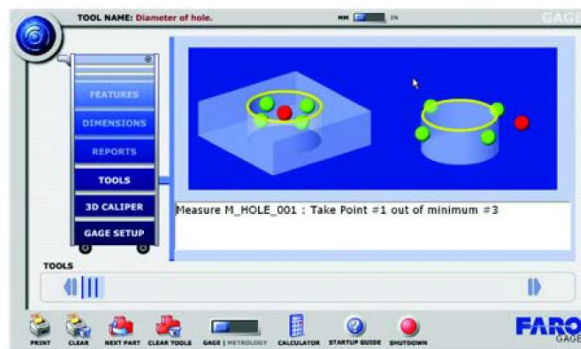 TOOL NAME: Diameter of hole.
MM IN
GAGE
FEATURES
DIMENSIONS
REPORTS
TOOLS
3D CALIPER
GAGE SETUP
Measure M_HOLE_001 : Take Point #1 out of minimum #3
TOOLS
PRINT
CLEAR
NEXT PART
CLEAR TOOLS
GAGE | METROLOGY
CALCULATOR
STARTUP GUIDE
SHUTDOWN
FARO
GAGE